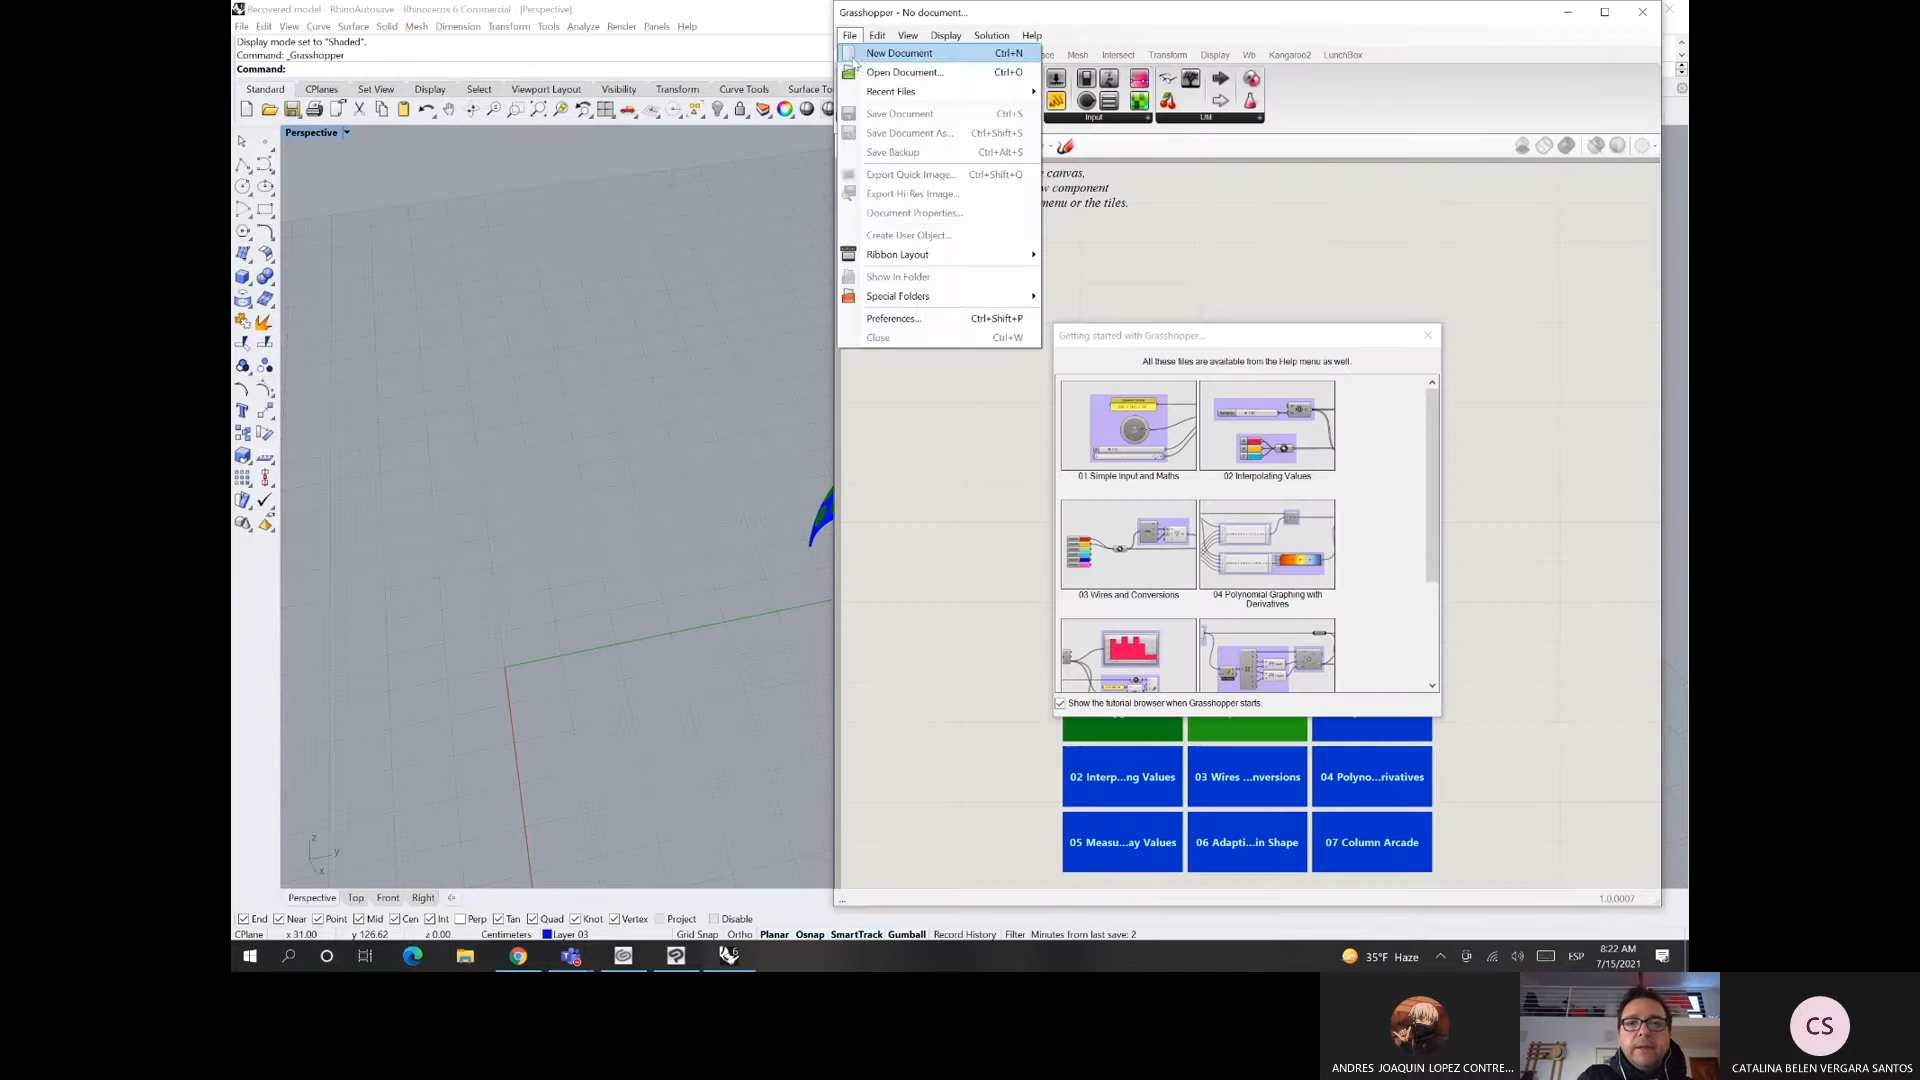 Recovered model - RhinoAutosave - Rhinoceros 6 Commercial - [Perspective]
File Edit View Curve Surface Solid Mesh Dimension Transform Tools Analyze Render Panels Help
Display mode set to "Shaded".
Command: _Grasshopper
Command:
Standard CPlanes Set View Display Select Viewport Layout Visibility Transform Curve Tools Surface To
Perspective
Grasshopper - No document...
File Edit View Display Solution Help
Mesh Intersect Transform Display Wb Kangaroo2 LunchBox
New Document Ctrl+N
Open Document... Ctrl+O
Recent Files
Save Document Ctrl+S
Save Document As... Ctrl+Shift+S
Save Backup Ctrl+Alt+S
Export Quick Image... Ctrl+Shift+Q
Export Hi-Res Image...
Document Properties...
Create User Object...
Ribbon Layout
Show In Folder
Special Folders
Preferences... Ctrl+Shift+P
Close Ctrl+W
Input Util
e canvas,
w component
menu or the tiles.
Getting started with Grasshopper...
All these files are available from the Help menu as well.
01 Simple Input and Maths
02 Interpolating Values
03 Wires and Conversions
04 Polynomial Graphing with
Derivatives
Show the tutorial browser when Grasshopper starts.
02 Interp...ng Values
03 Wires ...nversions
04 Polyno...rivatives
05 Measu...ay Values
06 Adapti...in Shape
07 Column Arcade
...
1.0.0007
z
y
x
Perspective Top Front Right
End Near Point Mid Cen Int Perp Tan Quad Knot Vertex Project Disable
CPlane x 31.00 y 126.62 z 0.00 Centimeters Layer 03 Grid Snap Ortho Planar Osnap SmartTrack Gumball Record History Filter Minutes from last save: 2
35°F Haze
ESP
8:22 AM
7/15/2021
ANDRES JOAQUIN LOPEZ CONTRE...
CS
CATALINA BELEN VERGARA SANTOS